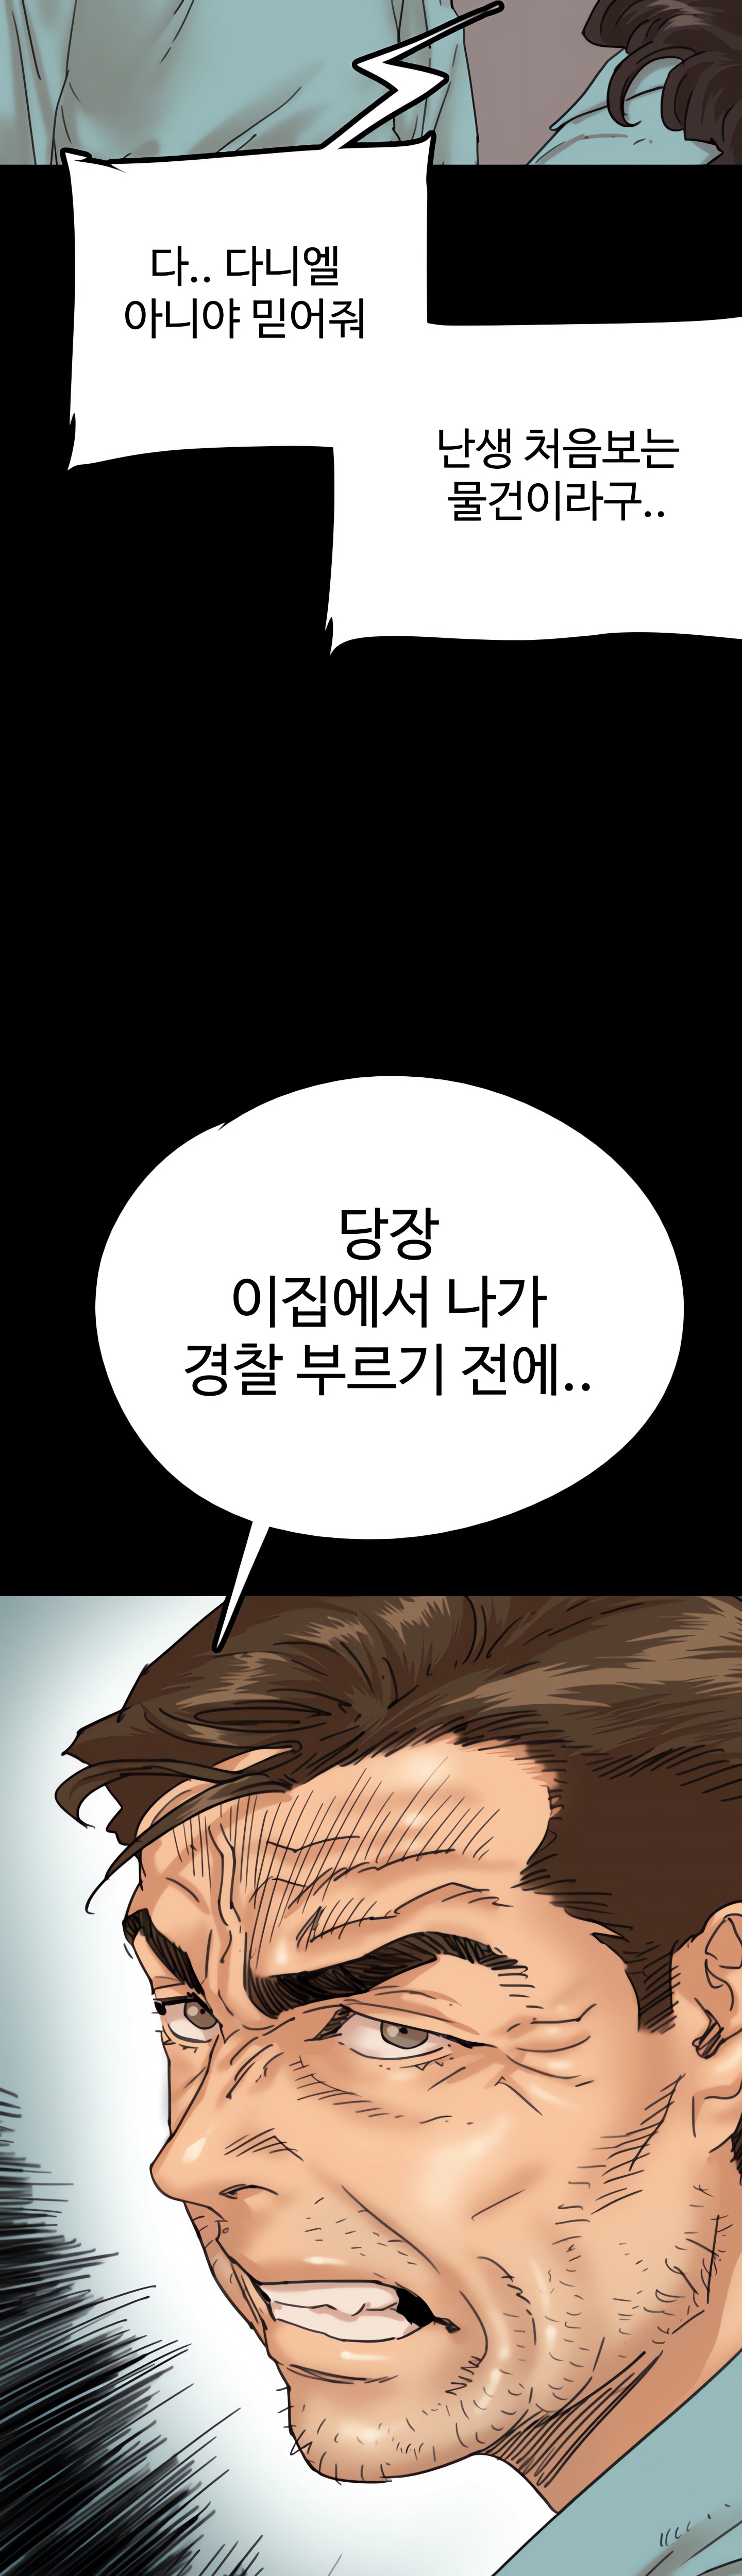 다.. 다니엘
아니야 믿어줘
난생 처음보는
물건이라구..
당장
이집에서 나가
경찰 부르기 전에..